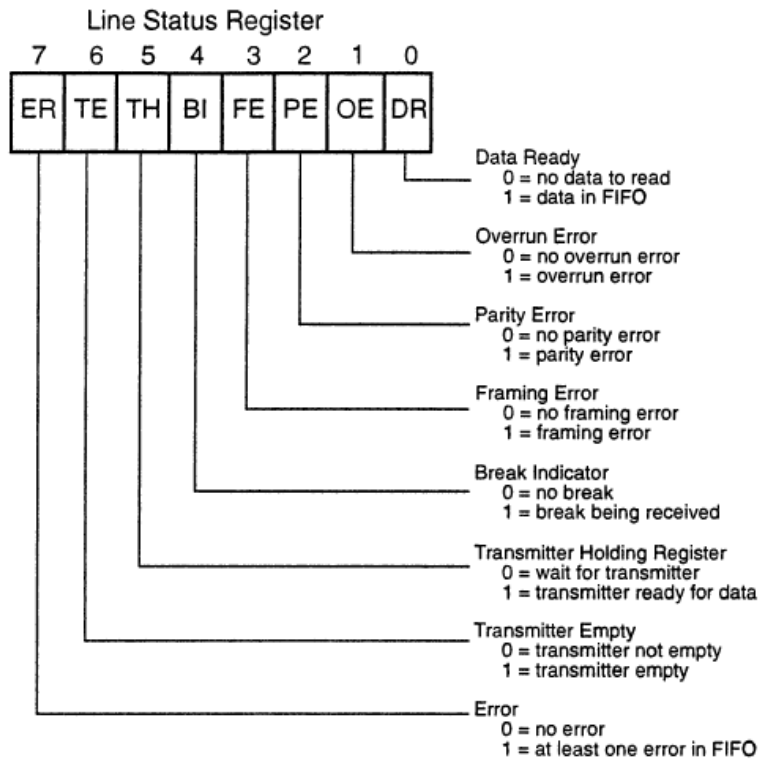 Line Status Register
7 6 5 4 3 2 1 0
ER TE TH BI FE PE OE DR
Data Ready
0 = no data to read
1 = data in FIFO
Overrun Error
0 = no overrun error
1 = overrun error
Parity Error
0 = no parity error
1 = parity error
Framing Error
0 = no framing error
1 = framing error
Break Indicator
0 = no break
1 = break being received
Transmitter Holding Register
0 = wait for transmitter
1 = transmitter ready for data
Transmitter Empty
0 = transmitter not empty
1 = transmitter empty
Error
0 = no error
1 = at least one error in FIFO